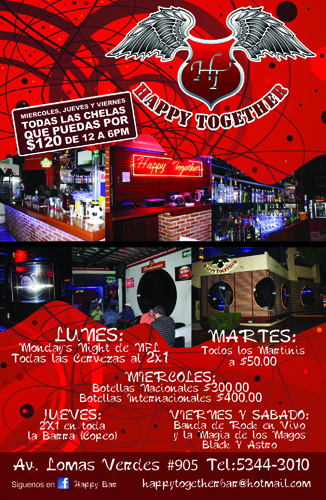 HT
HAPPY TOGETHER
MIERCOLES, JUEVES Y VIERNES
TODAS LAS CHELAS
QUE PUEDAS POR
$120 DE 12 A 6PM
Happy Together
LUNES:
Monday's Night de NFL
Todas las Cervezas al 2X1
MARTES:
Todos los Martinis
a $50.00
MIERCOLES:
Botellas Nacionales $300.00
Botellas Internacionales $400.00
JUEVES:
2X1 en toda
la Barra (Copeo)
VIERNES Y SABADO:
Banda de Rock en Vivo
y la Magia de los Magos
Black Y Astro
Av. Lomas Verdes #905 Tel:5344-3010
Siguenos en f Happy Bar happytogetherbar@hotmail.com